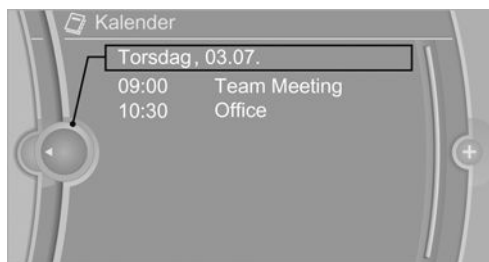 Kalender
Torsdag, 03.07.
09:00 Team Meeting
10:30 Office